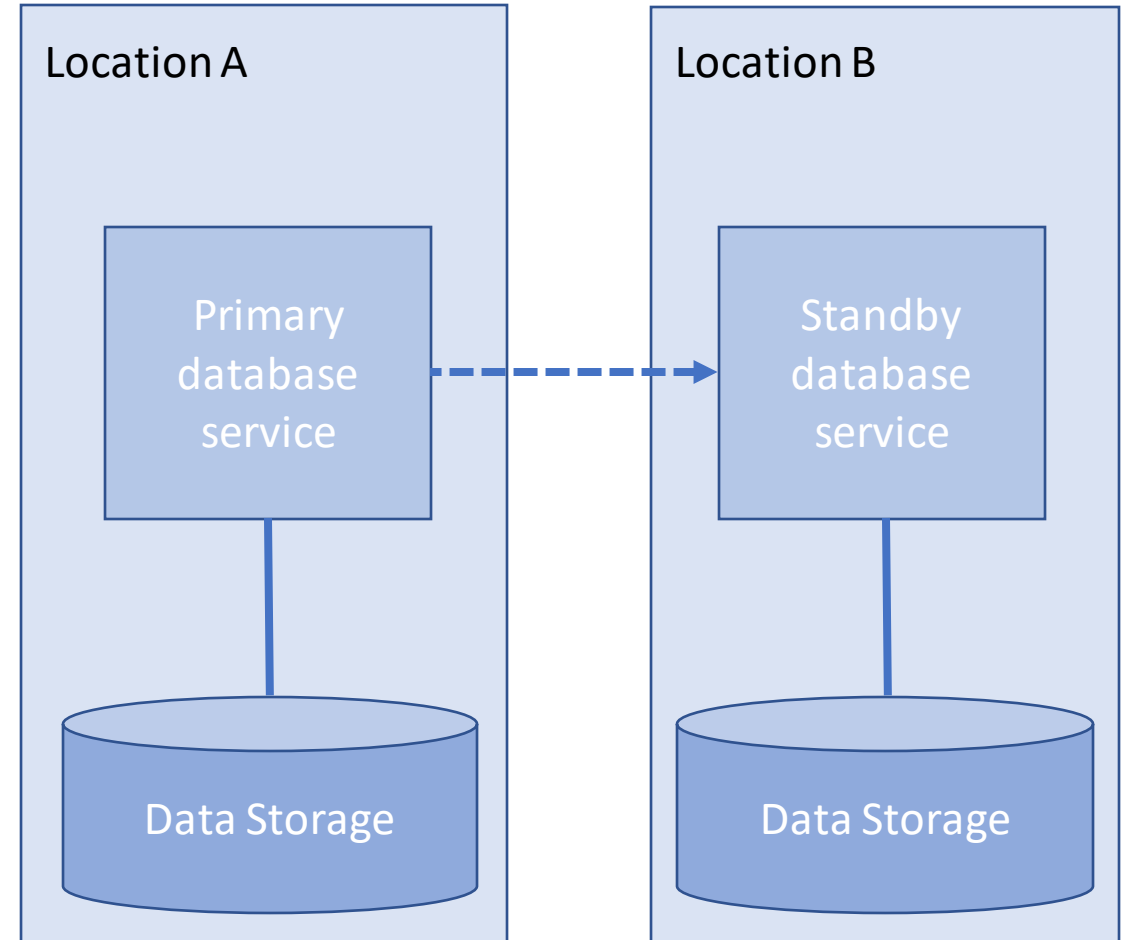 Location A
Location B
Primary
database
service
Standby
database
service
Data Storage
Data Storage